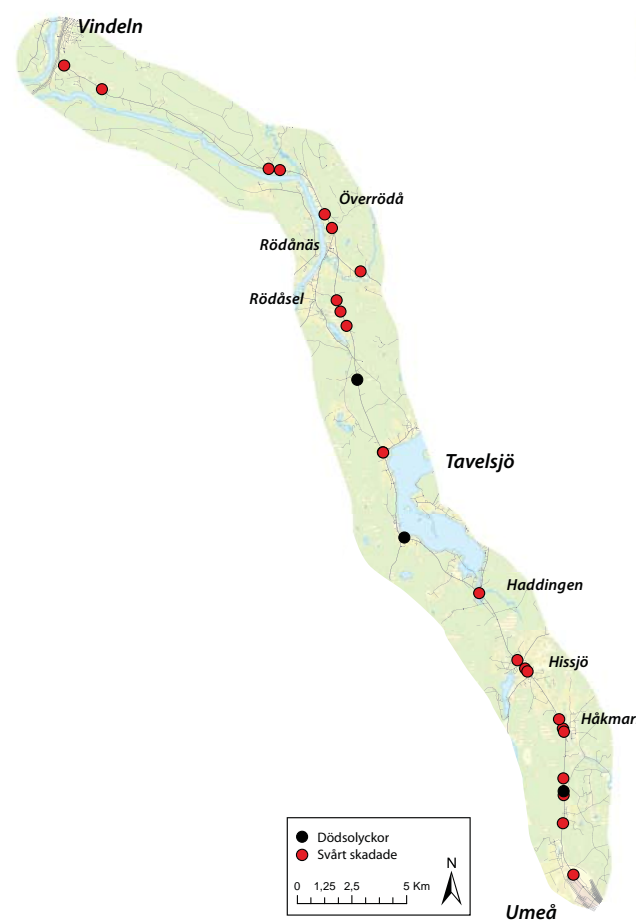 Vindeln
Överrödå
Rödånäs
Rödåsel
Tavelsjö
Haddingen
Hissjö
Håkmar
Dödsolyckor
Svårt skadade
N
0 1,25 2,5 5 Km
Umeå